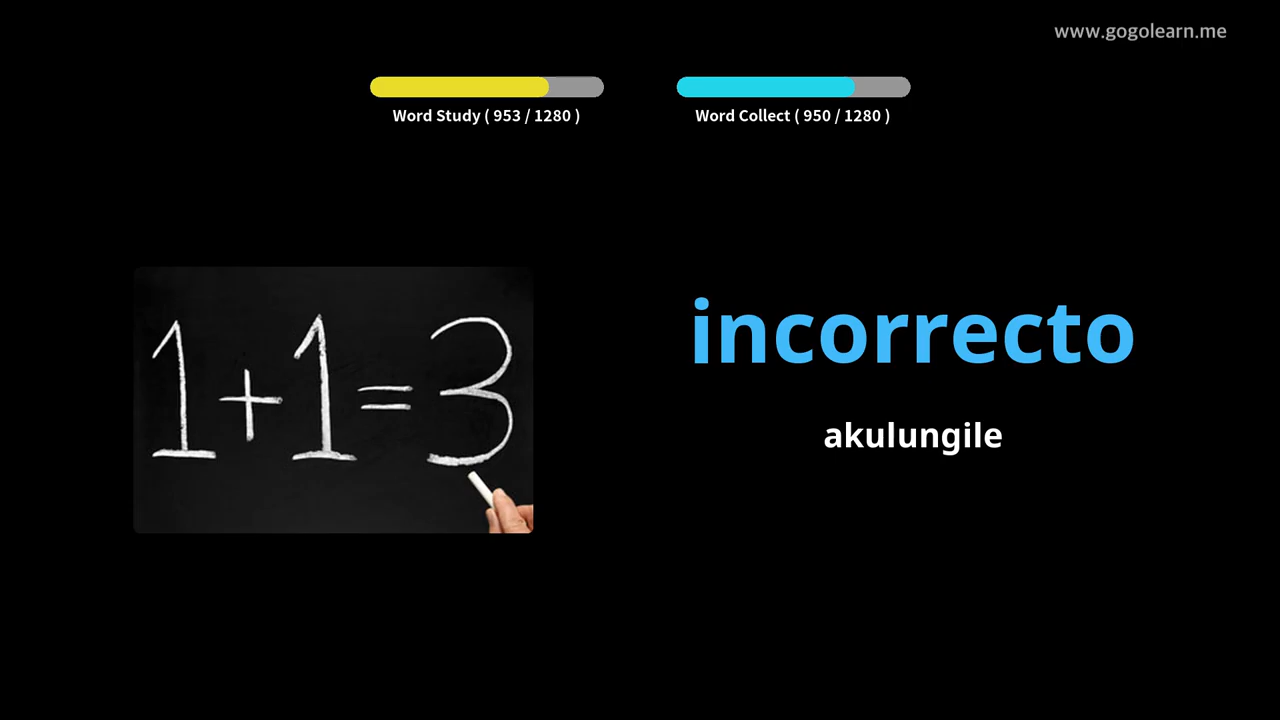 www.gogolearn.me
Word Study ( 953 / 1280 )
Word Collect ( 950 / 1280 )
1+1=3
incorrecto
akulungile